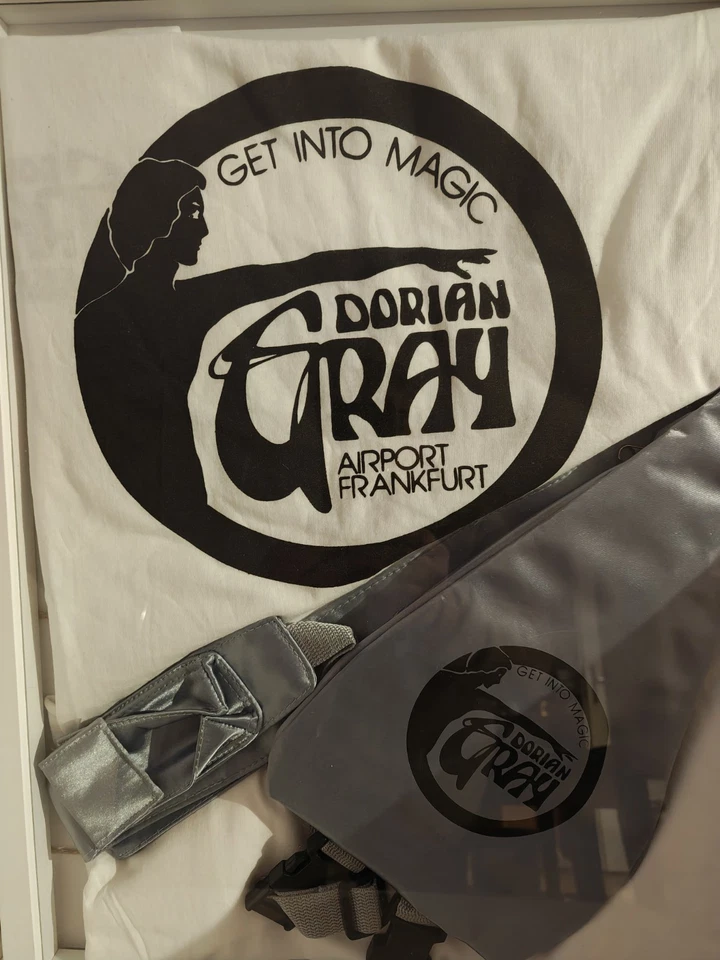 GET INTO MAGIC
DORIAN
GRAY
AIRPORT
FRANKFURT
GET INTO MAGIC
DORIAN
GRAY